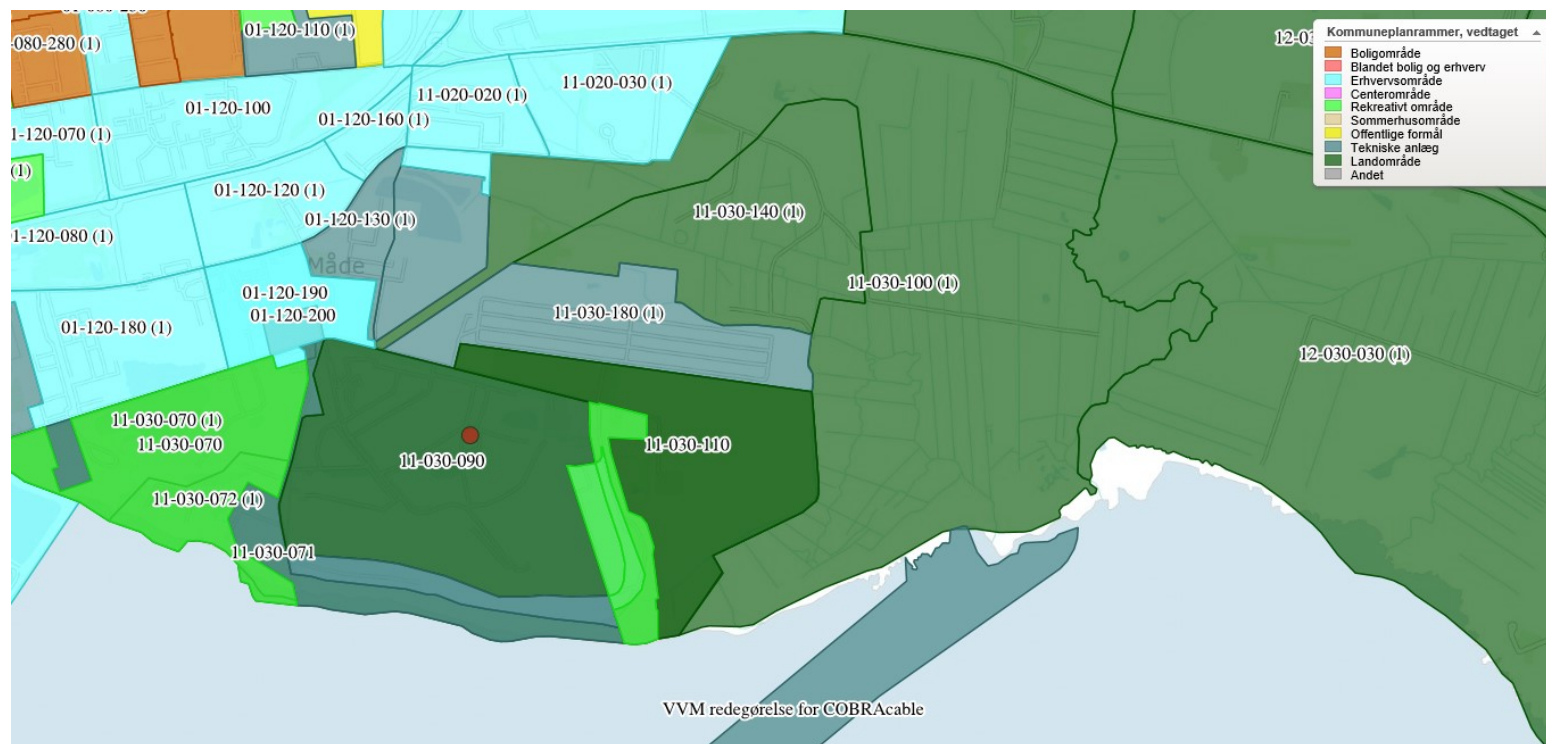 01-120-110 (1)
-080-280 (1)
01-120-100
11-020-020 (1)
11-020-030 (1)
1-120-070 (1)
01-120-160 (1)
(1)
01-120-120 (1)
01-120-130 (1)
11-030-140 (1)
1-120-080 (1)
Måde
01-120-190
01-120-200
01-120-180 (1)
11-030-180 (1)
11-030-100 (1)
12-030-030 (1)
11-030-070 (1)
11-030-070
11-030-090
11-030-110
11-030-072 (1)
11-030-071
VVM redegørelse for COBRAcable
Kommuneplanrammer, vedtaget
Boligområde
Blandet bolig og erhverv
Erhvervsområde
Centerområde
Rekreativt område
Sommerhusområde
Offentlige formål
Tekniske anlæg
Landområde
Andet